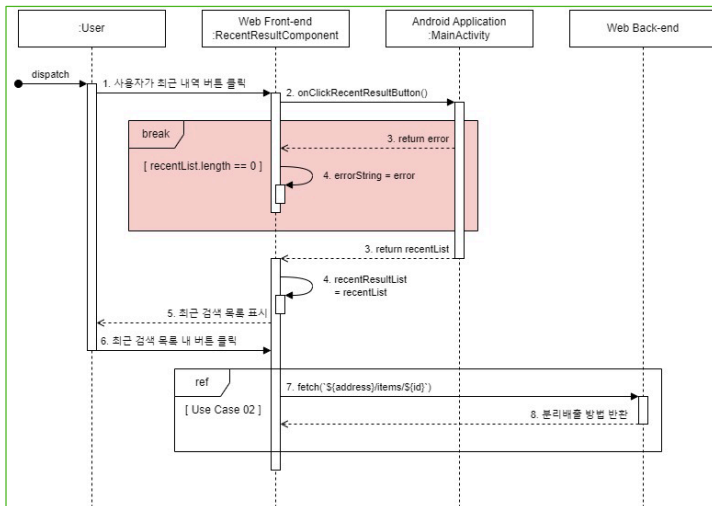 :User
Web Front-end
:RecentResultComponent
Android Application
:MainActivity
Web Back-end
dispatch
1. 사용자가 최근 내역 버튼 클릭
2. onClickRecentResultButton()
break
3. return error
[ recentList.length == 0 ]
4. errorString = error
3. return recentList
4. recentResultList
= recentList
5. 최근 검색 목록 표시
6. 최근 검색 목록 내 버튼 클릭
ref
7. fetch(`${address}/items/${id}`)
[ Use Case 02 ]
8. 분리배출 방법 반환